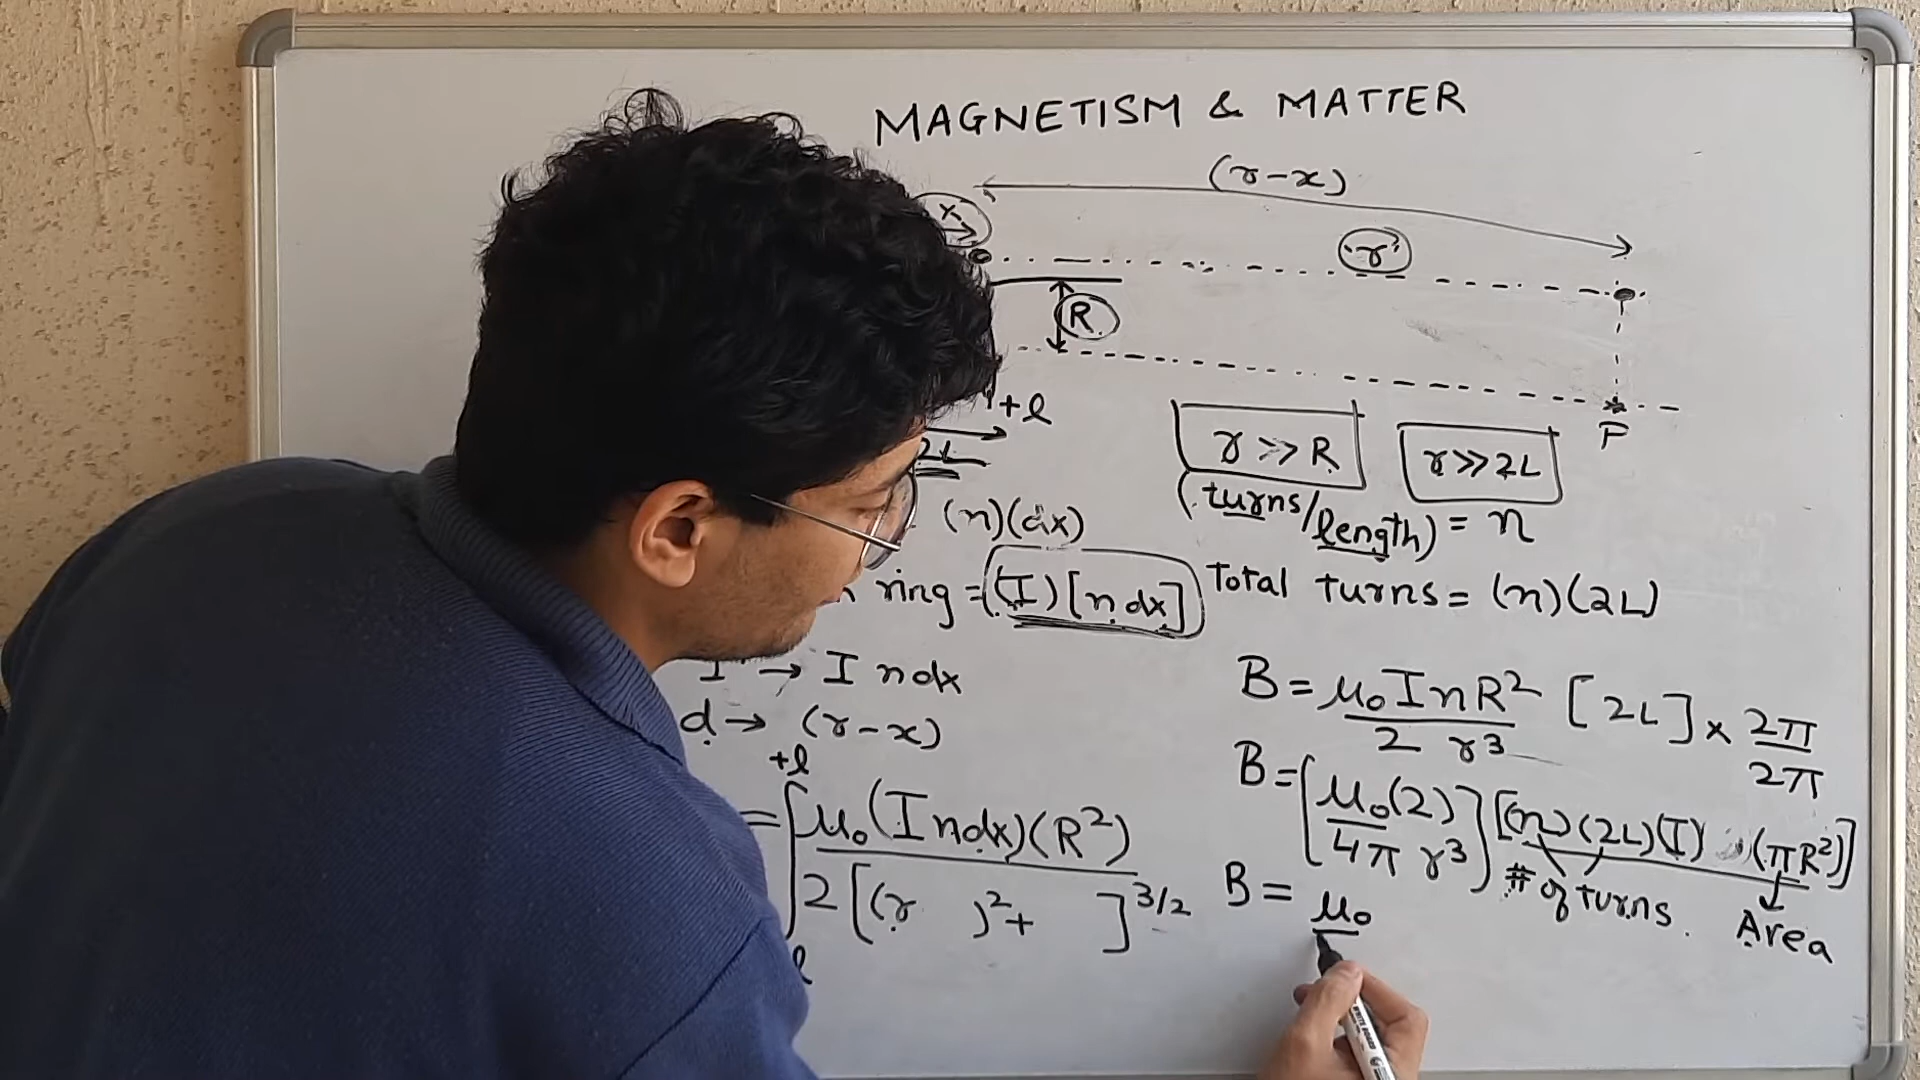 MAGNETISM & MATTER
(r-x)
x
r
R
+l
2L
P
r >> R
r >> 2L
(n)(dx)
(turns/length) = n
ring = (I)[n dx]
Total turns = (n)(2L)
I → I n dx
d → (r-x)
B = μ₀ I n R² / 2 r³ [2L] × 2π / 2π
+l
= ∫ μ₀ (I n dx)(R²) / 2 [(r )² + ]^3/2
l
B = [μ₀ (2) / 4π r³] [(n)(2L)(I) (πR²)]
# of turns.
Area
B = μ₀